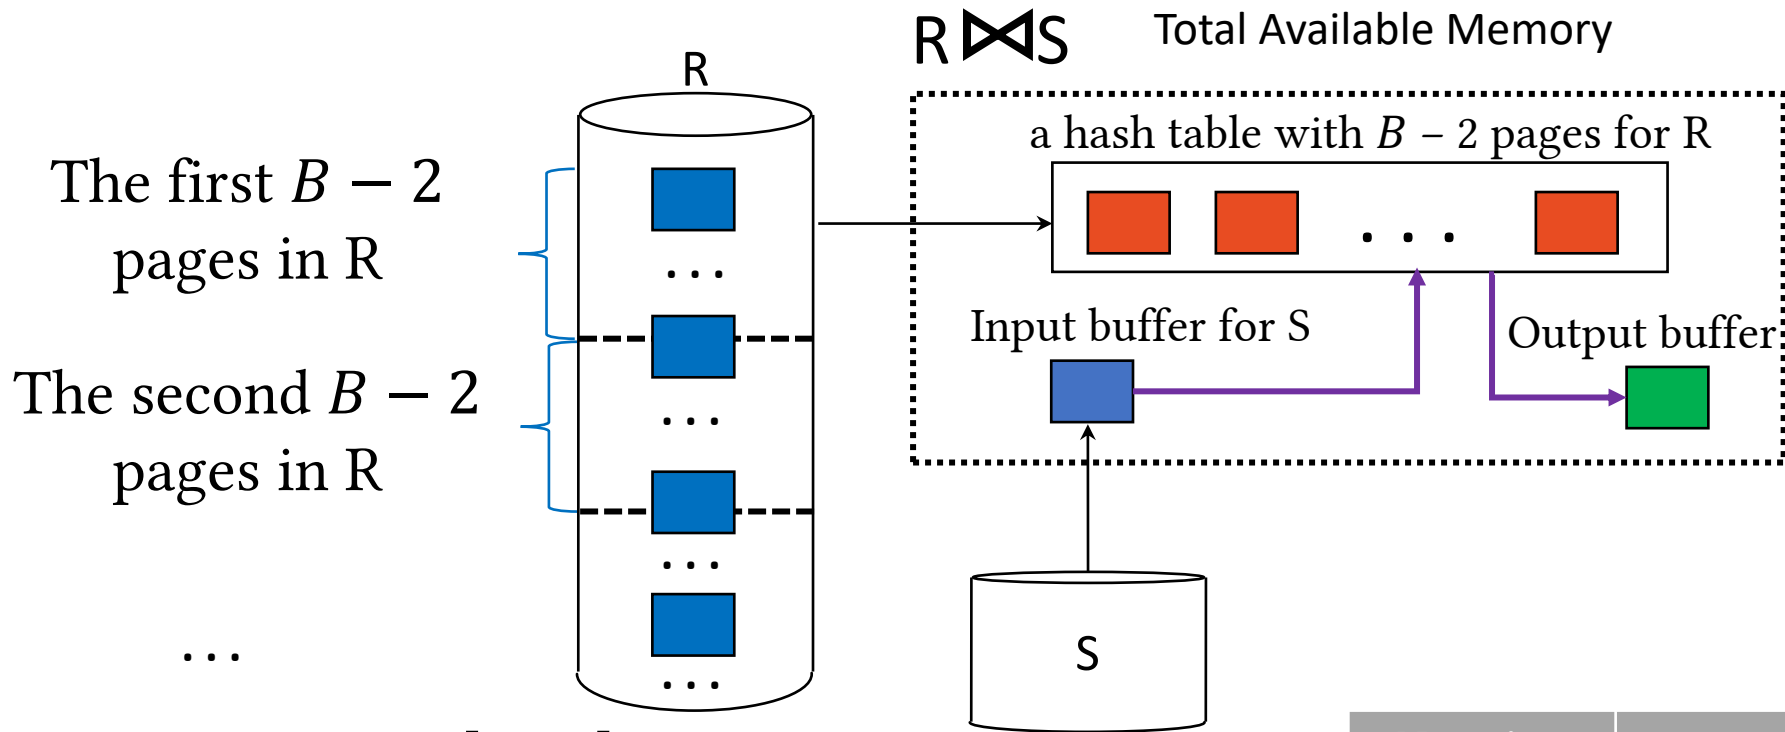 R ⋈ S
Total Available Memory
R
a hash table with B – 2 pages for R
The first B − 2
pages in R
. . .
. . .
Input buffer for S
Output buffer
The second B − 2
pages in R
. . .
. . .
S
. . .
. . .